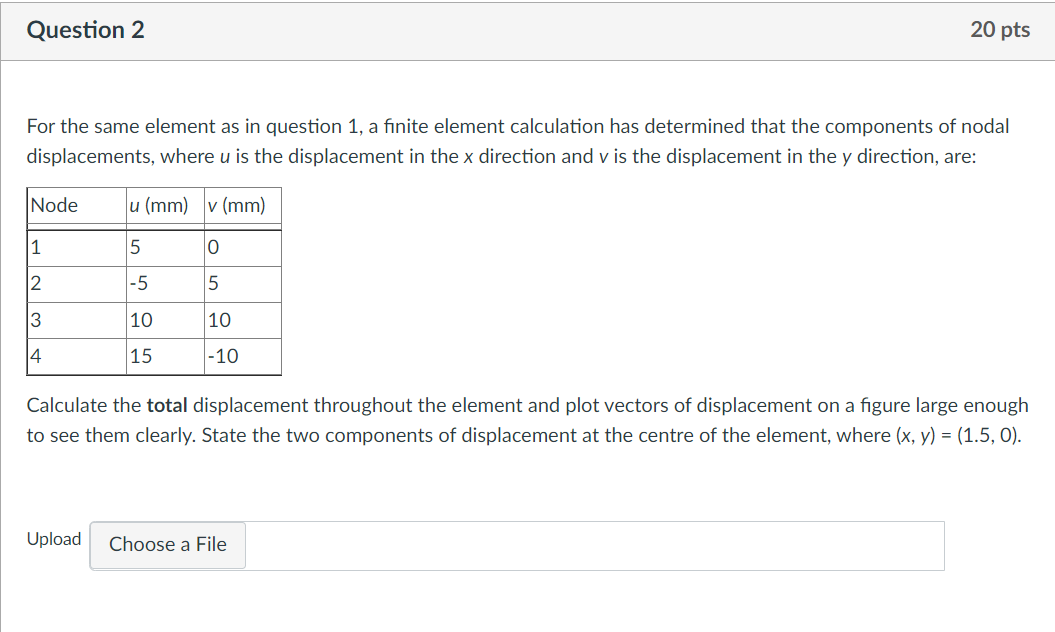 Question 2
20 pts
For the same element as in question 1, a finite element calculation has determined that the components of nodal
displacements, where u is the displacement in the x direction and v is the displacement in the y direction, are:
Node u (mm) v (mm)
1 5 0
2 -5 5
3 10 10
4 15 -10
Calculate the total displacement throughout the element and plot vectors of displacement on a figure large enough
to see them clearly. State the two components of displacement at the centre of the element, where (x, y) = (1.5, 0).
Upload Choose a File